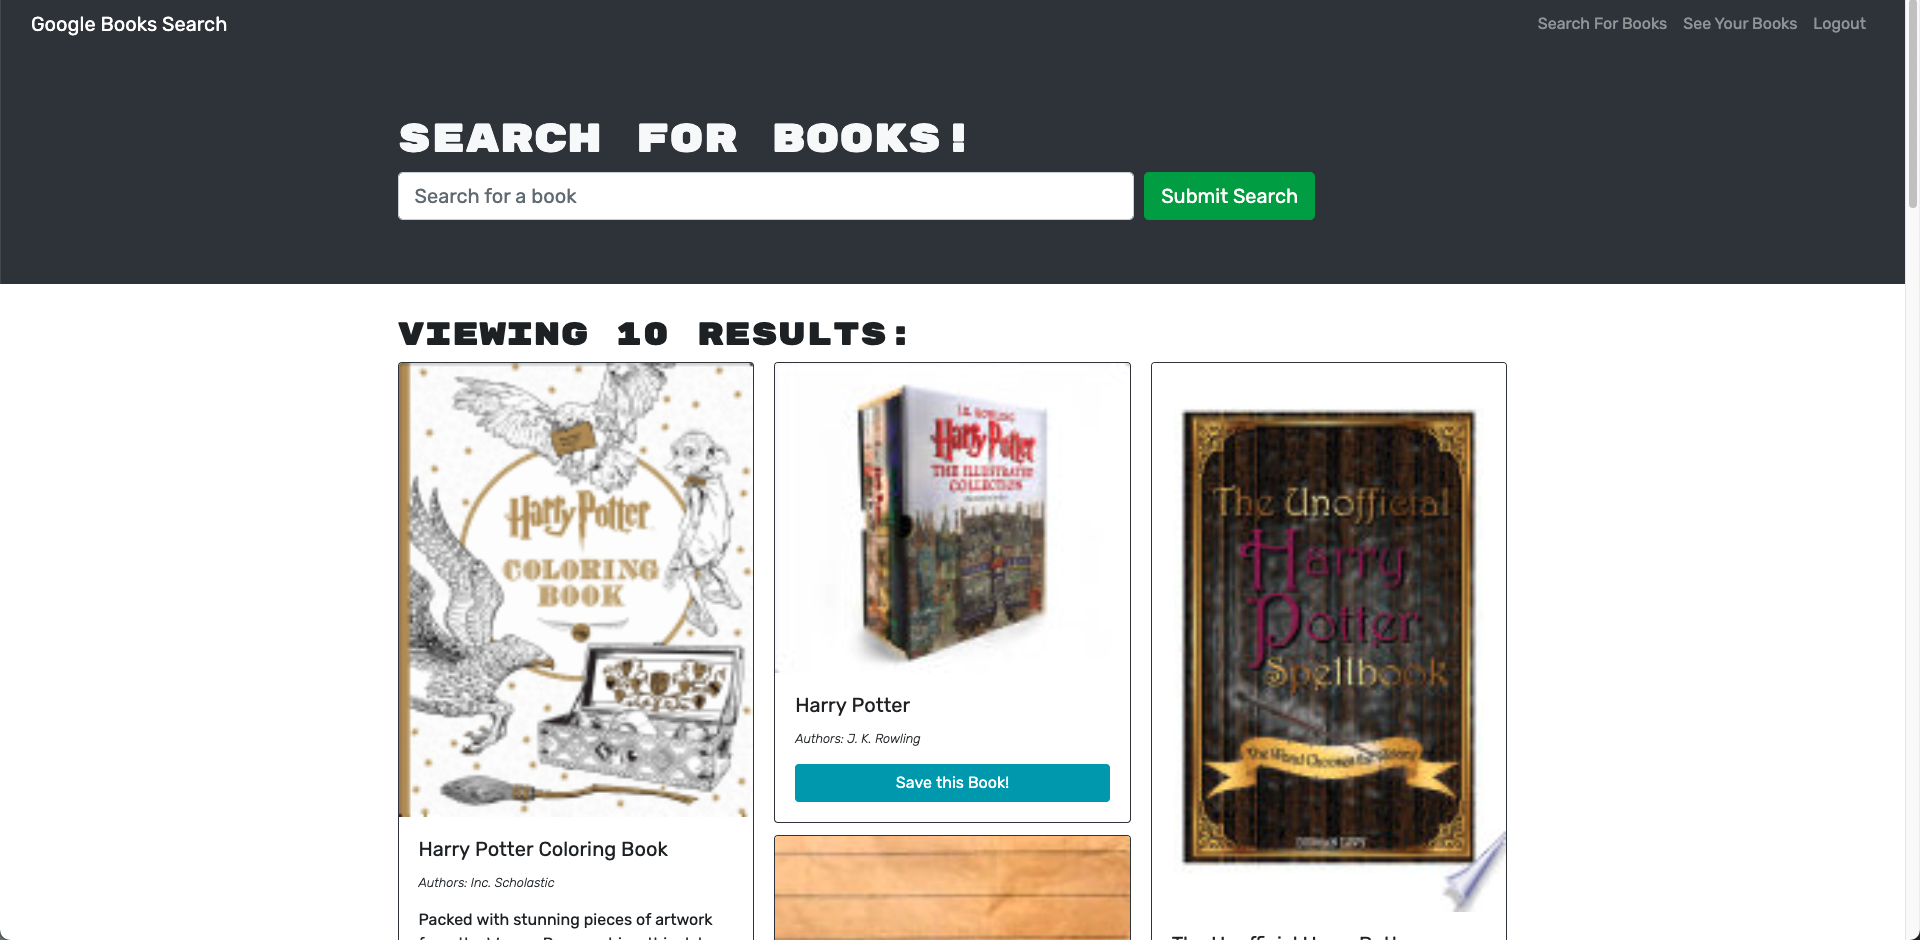 Google Books Search
Search For Books
See Your Books
Logout
SEARCH FOR BOOKS!
Search for a book
Submit Search
VIEWING 10 RESULTS:
Harry Potter
COLORING
BOOK
Harry Potter Coloring Book
Authors: Inc. Scholastic
Packed with stunning pieces of artwork
J.K. ROWLING
Harry Potter
THE ILLUSTRATED
COLLECTION
Harry Potter
Authors: J. K. Rowling
Save this Book!
The Unofficial
Harry
Potter
Spellbook
The Wand Chooses the Wizard